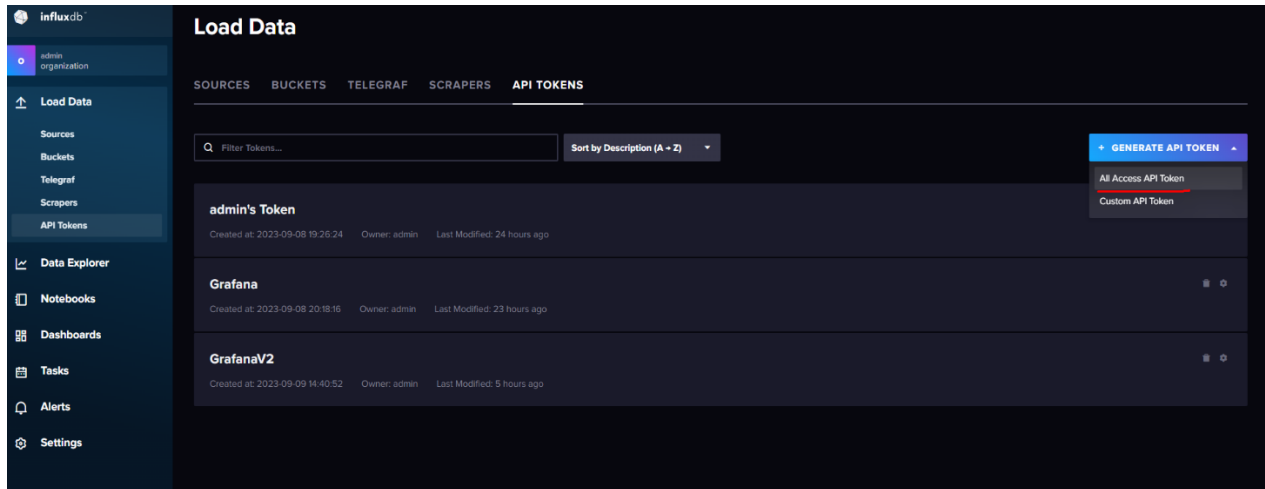 influxdb™
admin
organization
Load Data
Sources
Buckets
Telegraf
Scrapers
API Tokens
Data Explorer
Notebooks
Dashboards
Tasks
Alerts
Settings
Load Data
SOURCES BUCKETS TELEGRAF SCRAPERS API TOKENS
Filter Tokens... Sort by Description (A → Z) + GENERATE API TOKEN
All Access API Token
Custom API Token
admin's Token
Created at: 2023-09-08 19:26:24 Owner: admin Last Modified: 24 hours ago
Grafana
Created at: 2023-09-08 20:18:16 Owner: admin Last Modified: 23 hours ago
GrafanaV2
Created at: 2023-09-09 14:40:52 Owner: admin Last Modified: 5 hours ago